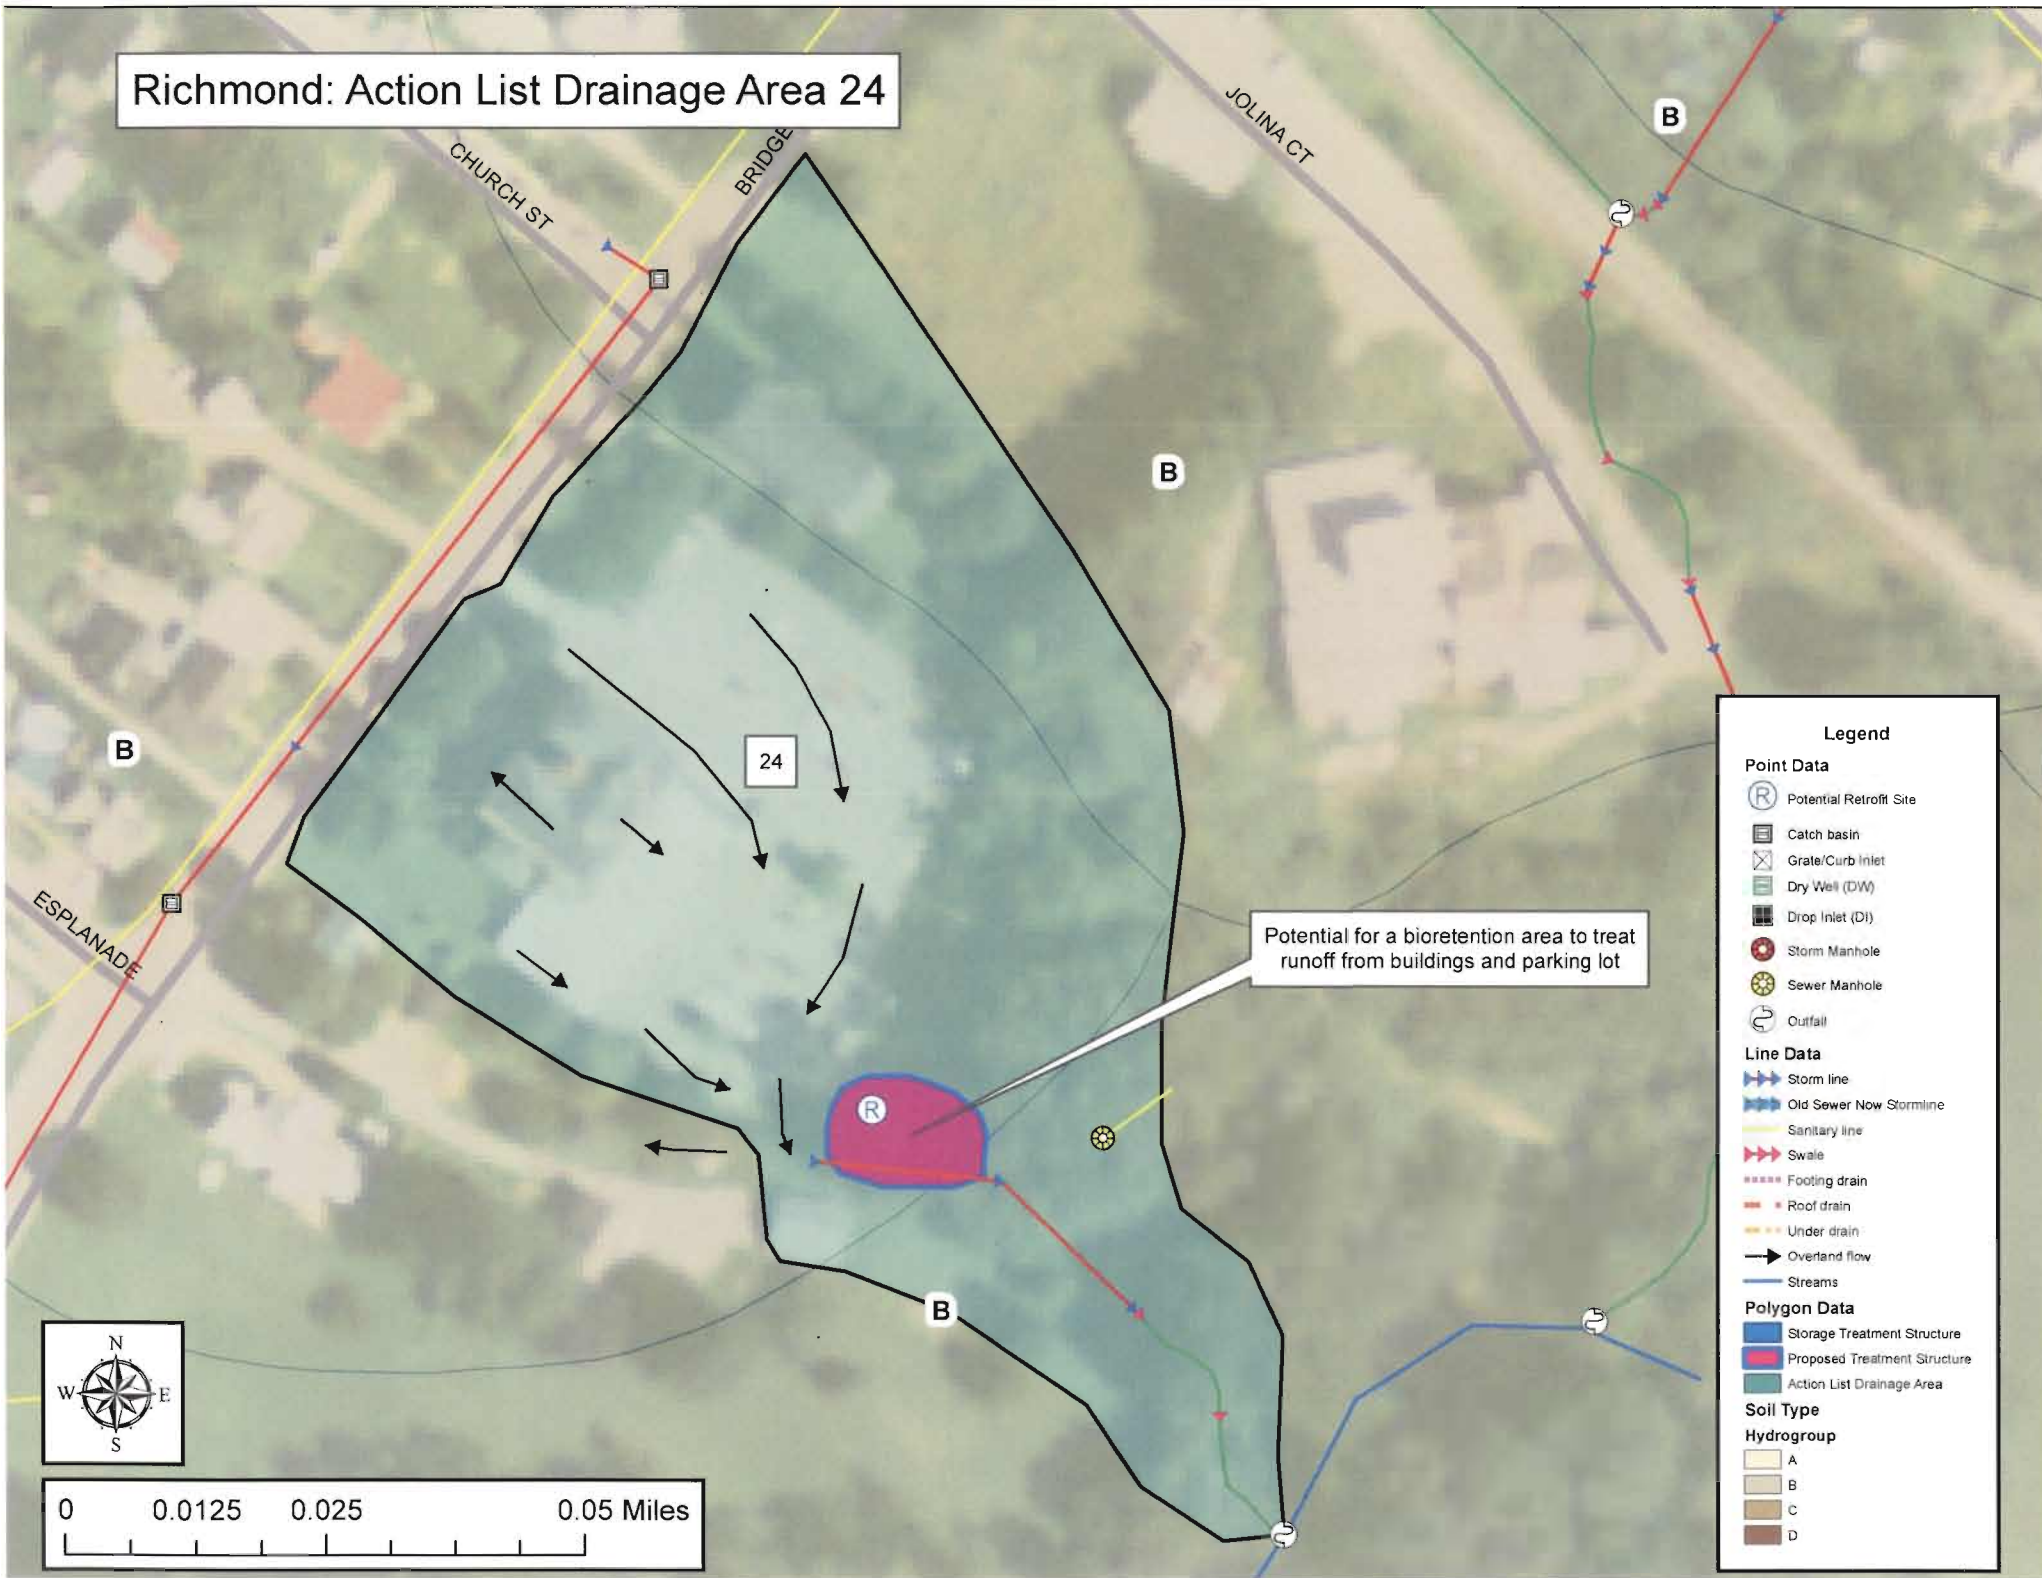 Richmond: Action List Drainage Area 24
CHURCH ST
BRIDGE
JOLINA CT
B
B
B
24
ESPLANADE
Potential for a bioretention area to treat
runoff from buildings and parking lot
R
B
N
W E
S
0 0.0125 0.025 0.05 Miles
Legend
Point Data
R Potential Retrofit Site
Catch basin
Grate/Curb Inlet
Dry Well (DW)
Drop Inlet (DI)
Storm Manhole
Sewer Manhole
Outfall
Line Data
Storm line
Old Sewer Now Stormline
Sanitary line
Swale
Footing drain
Roof drain
Under drain
Overland flow
Streams
Polygon Data
Storage Treatment Structure
Proposed Treatment Structure
Action List Drainage Area
Soil Type
Hydrogroup
A
B
C
D